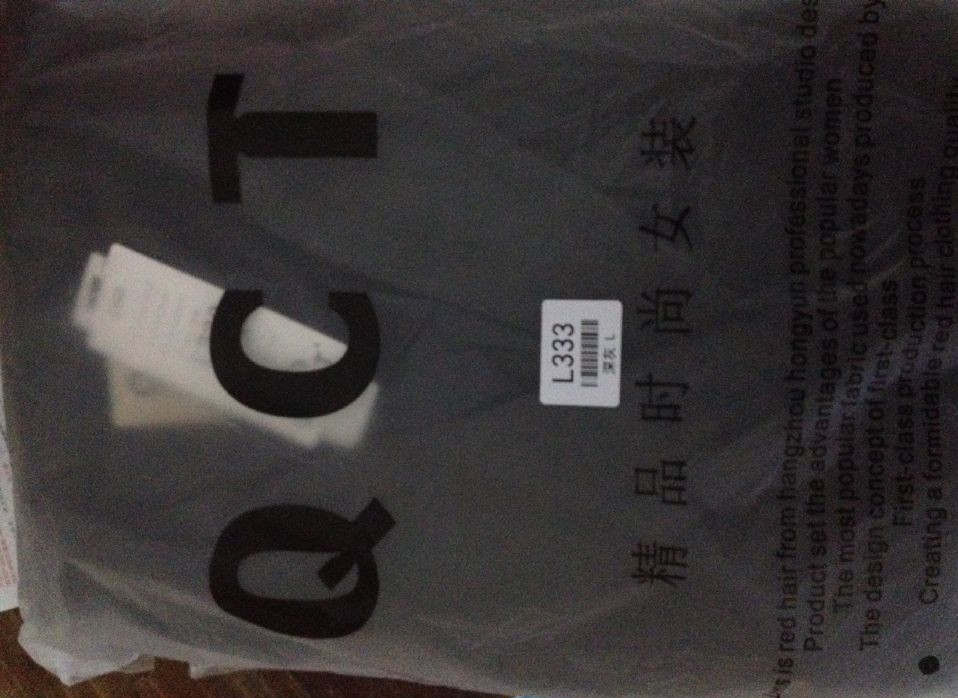 QCT
L333
深灰 L
精品时尚女装
is red hair from hangzhou hongyun professional studio des
Product set the advantages of the popular women
The most popular fabric used nowadays producad by
The design concept of first-class
First-class production process
Creating a formidable red hair clothing quality